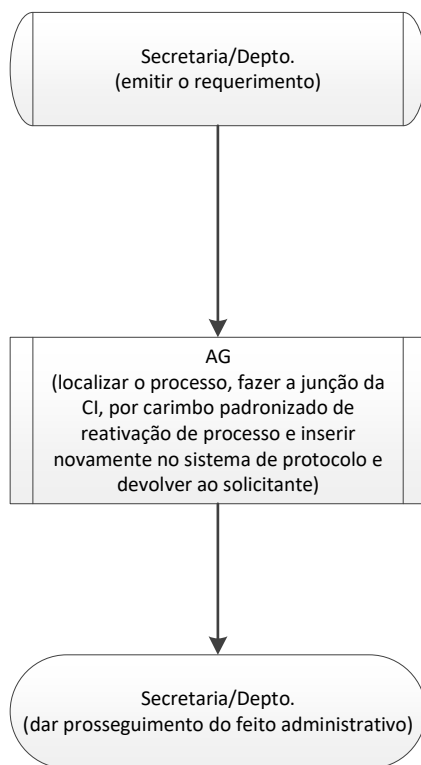 Secretaria/Depto.
(emitir o requerimento)
AG
(localizar o processo, fazer a junção da
CI, por carimbo padronizado de
reativação de processo e inserir
novamente no sistema de protocolo e
devolver ao solicitante)
Secretaria/Depto.
(dar prosseguimento do feito administrativo)